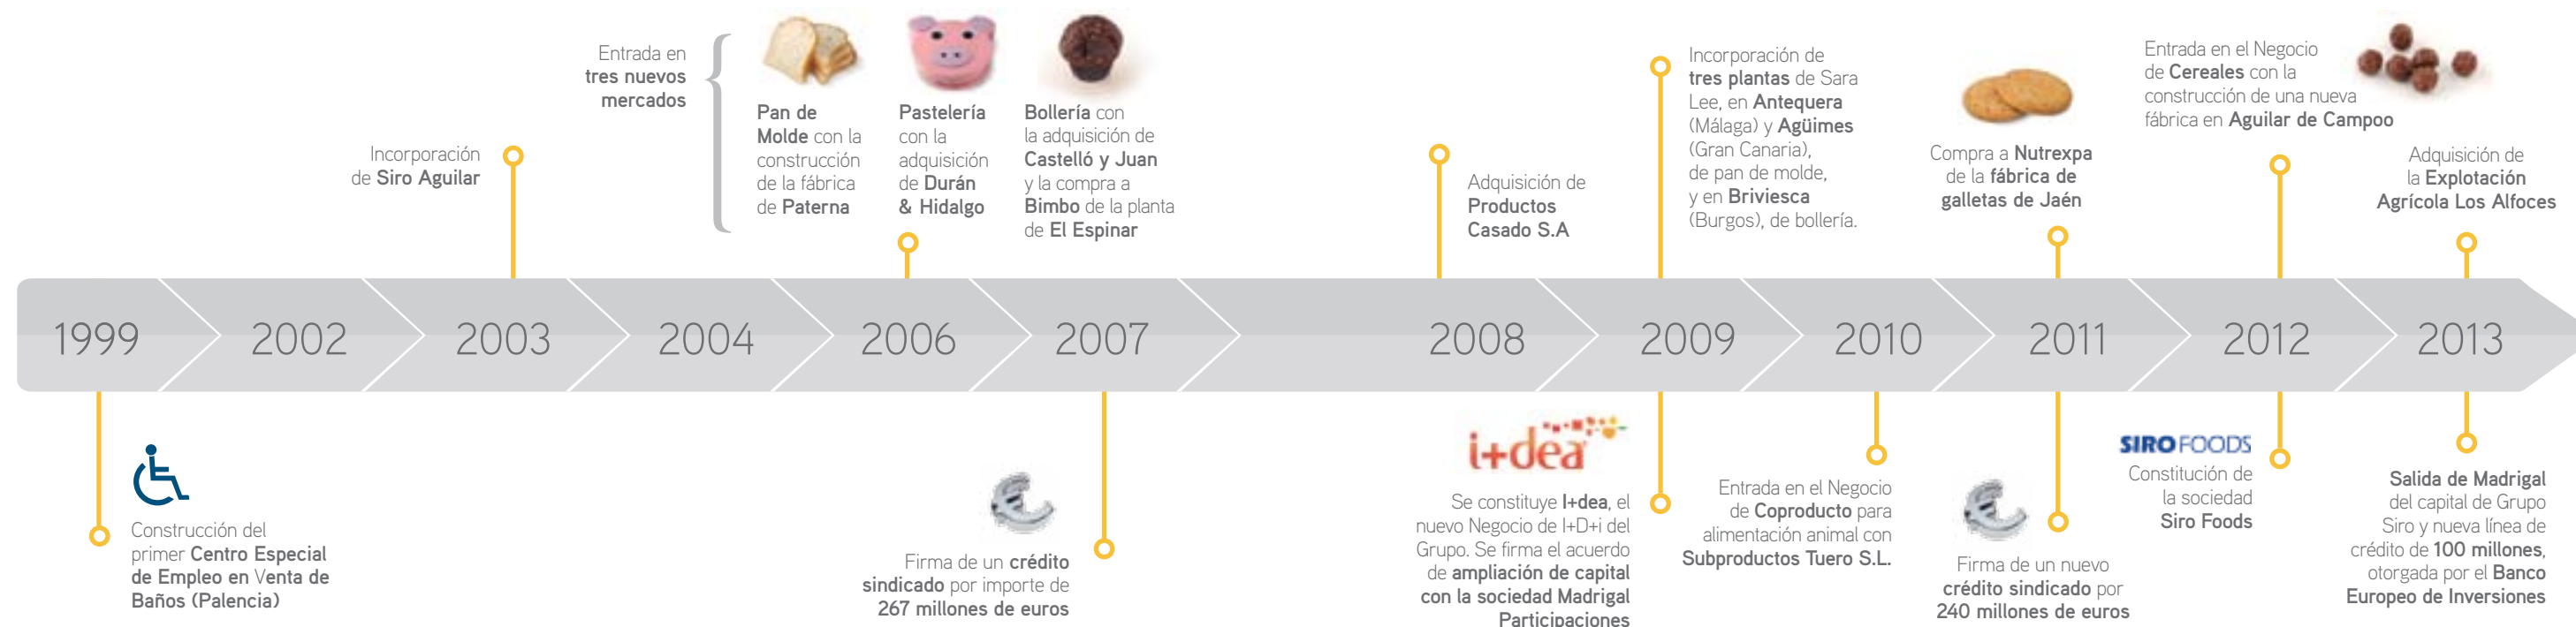 Entrada en
tres nuevos
mercados
Incorporación
de Siro Aguilar
Pan de
Molde con la
construcción
de la fábrica
de Paterna
Pastelería
con la
adquisición
de Durán
& Hidalgo
Bollería con
la adquisición de
Castelló y Juan
y la compra a
Bimbo de la planta
de El Espinar
Adquisición de
Productos
Casado S.A
Incorporación de
tres plantas de Sara
Lee, en Antequera
(Málaga) y Agüimes
(Gran Canaria),
de pan de molde,
y en Briviesca
(Burgos), de bollería.
Compra a Nutrexpa
de la fábrica de
galletas de Jaén
Entrada en el Negocio
de Cereales con la
construcción de una nueva
fábrica en Aguilar de Campoo
Adquisición de
la Explotación
Agrícola Los Alfoces
1999 2002 2003 2004 2006 2007 2008 2009 2010 2011 2012 2013
Construcción del
primer Centro Especial
de Empleo en Venta de
Baños (Palencia)
Firma de un crédito
sindicado por importe de
267 millones de euros
i+dea
Se constituye I+dea, el
nuevo Negocio de I+D+i del
Grupo. Se firma el acuerdo
de ampliación de capital
con la sociedad Madrigal
Participaciones
Entrada en el Negocio
de Coproducto para
alimentación animal con
Subproductos Tuero S.L.
Firma de un nuevo
crédito sindicado por
240 millones de euros
SIRO FOODS
Constitución de
la sociedad
Siro Foods
Salida de Madrigal
del capital de Grupo
Siro y nueva línea de
crédito de 100 millones,
otorgada por el Banco
Europeo de Inversiones